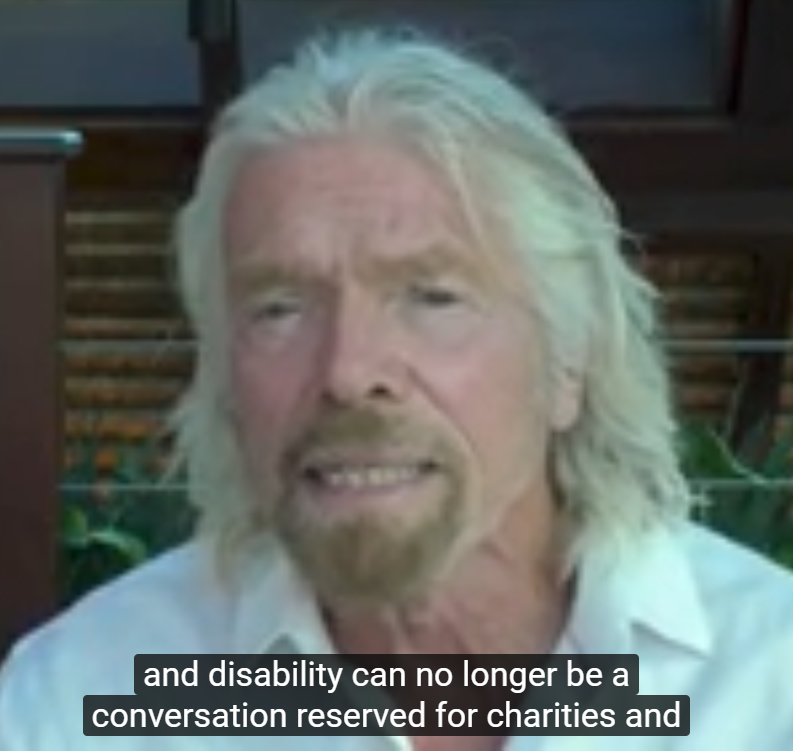 and disability can no longer be a
conversation reserved for charities and